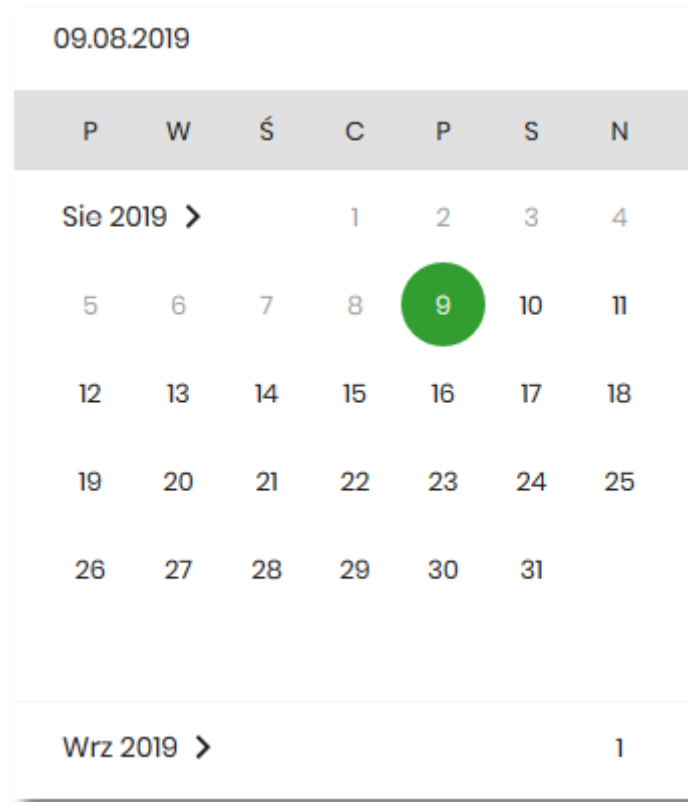 09.08.2019
P W Ś C P S N
Sie 2019 > 1 2 3 4
5 6 7 8 9 10 11
12 13 14 15 16 17 18
19 20 21 22 23 24 25
26 27 28 29 30 31
Wrz 2019 > 1